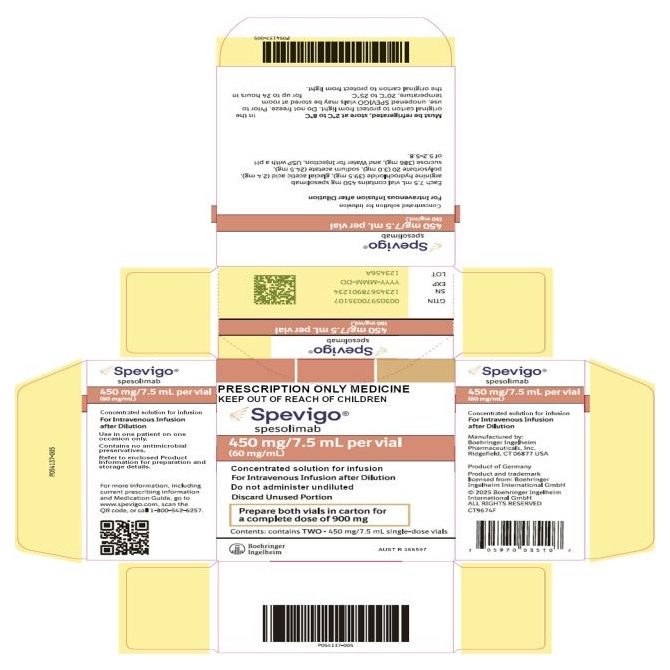 P054137-005
Must be refrigerated, store at 2°C to 8°C in the
original carton to protect from light. Do not freeze. Prior to
use, unopened SPEVIGO vials may be stored at room
temperature, 20°C to 25°C for up to 24 hours in
the original carton to protect from light.
Each 7.5 mL vial contains 450 mg spesolimab
arginine hydrochloride (39.5 mg), glacial acetic acid (2.4 mg),
polysorbate 20 (3.0 mg), sodium acetate (24.5 mg),
sucrose (386 mg), and Water for Injection, USP with a pH
of 5.2-5.8.
Concentrated solution for infusion
For Intravenous Infusion after Dilution
450 mg/7.5 mL per vial
(60 mg/mL)
Spevigo®
spesolimab
GTIN 00305970035107
SN 12345678901234
EXP YYYY-MMM-DD
LOT 123456A
450 mg/7.5 mL per vial
(60 mg/mL)
Spevigo®
spesolimab
Spevigo®
spesolimab
450 mg/7.5 mL per vial
(60 mg/mL)
Concentrated solution for infusion
For Intravenous Infusion
after Dilution
Use in one patient on one
occasion only.
Contains no antimicrobial
preservatives.
Refer to enclosed Product
Information for preparation and
storage details.
For more information, including
current prescribing information
and Medication Guide, go to
www.spevigo.com, scan the
QR code, or call 1-800-542-6257.
P054137-005
PRESCRIPTION ONLY MEDICINE
KEEP OUT OF REACH OF CHILDREN
Spevigo®
spesolimab
450 mg/7.5 mL per vial
(60 mg/mL)
Concentrated solution for infusion
For Intravenous Infusion after Dilution
Do not administer undiluted
Discard Unused Portion
Prepare both vials in carton for
a complete dose of 900 mg
Contents: contains TWO - 450 mg/7.5 mL single-dose vials
Boehringer
Ingelheim
AUST R
Spevigo®
spesolimab
450 mg/7.5 mL per vial
(60 mg/mL)
Concentrated solution for infusion
For Intravenous Infusion
after Dilution
Manufactured by:
Boehringer Ingelheim
Pharmaceuticals, Inc.
Ridgefield, CT 06877 USA
Product of Germany
Product and trademark
licensed from: Boehringer
Ingelheim International GmbH
© 2025 Boehringer Ingelheim
International GmbH
ALL RIGHTS RESERVED
CT9674F
P054137-005